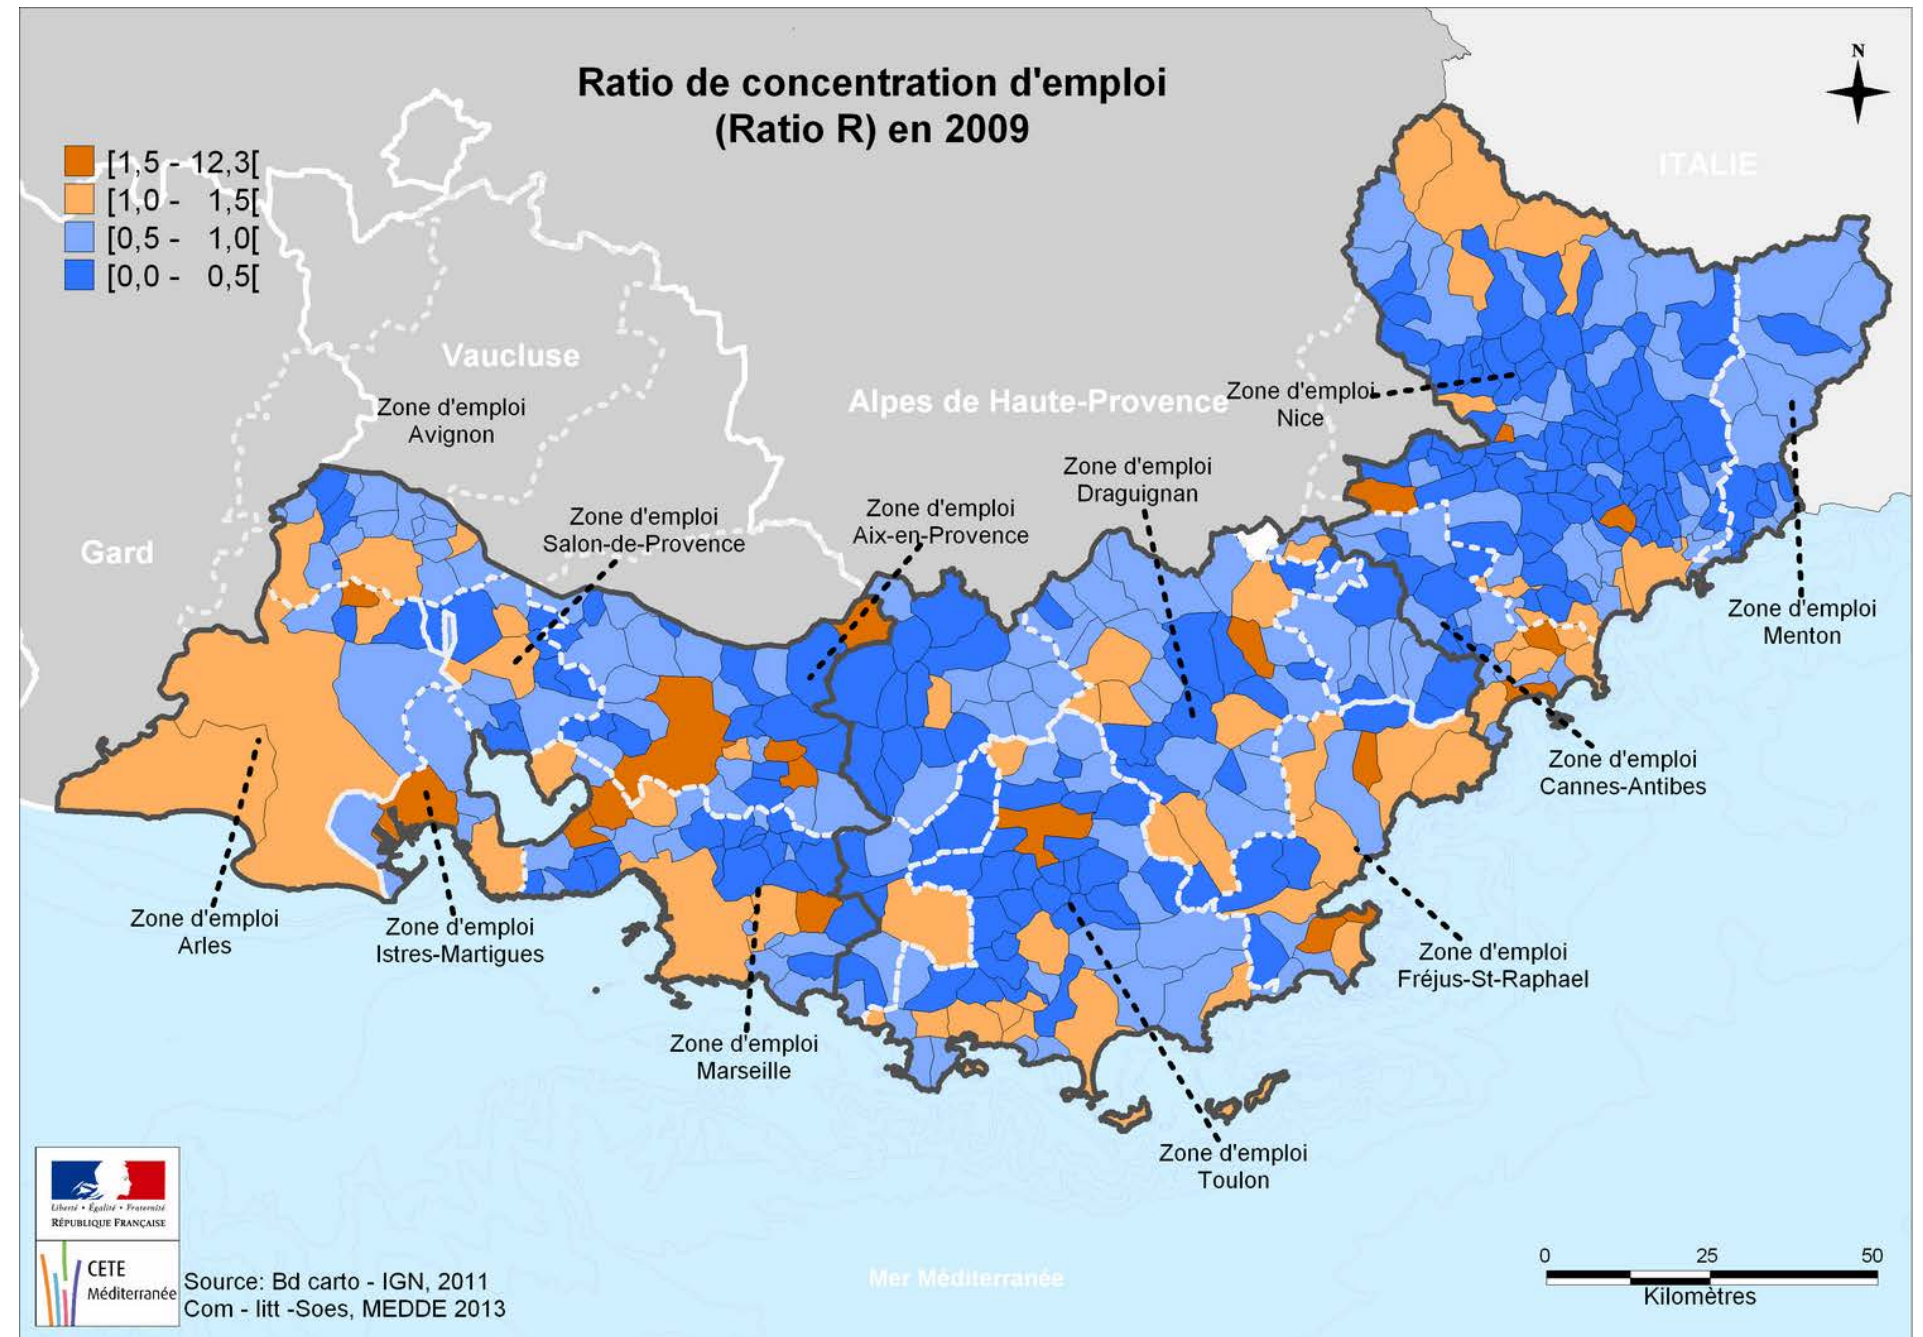 Ratio de concentration d'emploi
(Ratio R) en 2009
N
[1,5 - 12,3[
[1,0 - 1,5[
[0,5 - 1,0[
[0,0 - 0,5[
ITALIE
Vaucluse
Alpes de Haute-Provence
Gard
Zone d'emploi
Avignon
Zone d'emploi
Nice
Zone d'emploi
Draguignan
Zone d'emploi
Salon-de-Provence
Zone d'emploi
Aix-en-Provence
Zone d'emploi
Menton
Zone d'emploi
Cannes-Antibes
Zone d'emploi
Arles
Zone d'emploi
Istres-Martigues
Zone d'emploi
Fréjus-St-Raphael
Zone d'emploi
Marseille
Zone d'emploi
Toulon
Mer Méditerranée
Liberté • Égalité • Fraternité
RÉPUBLIQUE FRANÇAISE
CETE
Méditerranée
Source: Bd carto - IGN, 2011
Com - litt -Soes, MEDDE 2013
0 25 50
Kilomètres